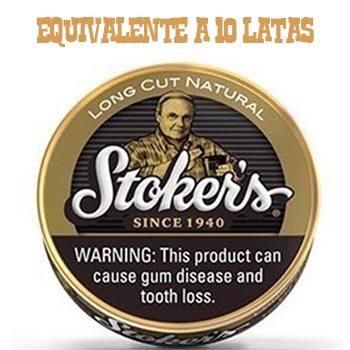 EQUIVALENTE A 10 LATAS
LONG CUT NATURAL
Stoker's
SINCE 1940
WARNING: This product can
cause gum disease and
tooth loss.
Stoker's